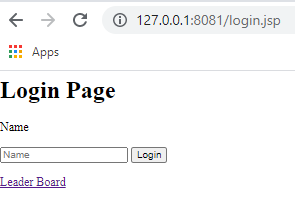 127.0.0.1:8081/login.jsp
Apps
Login Page
Name
Name Login
Leader Board